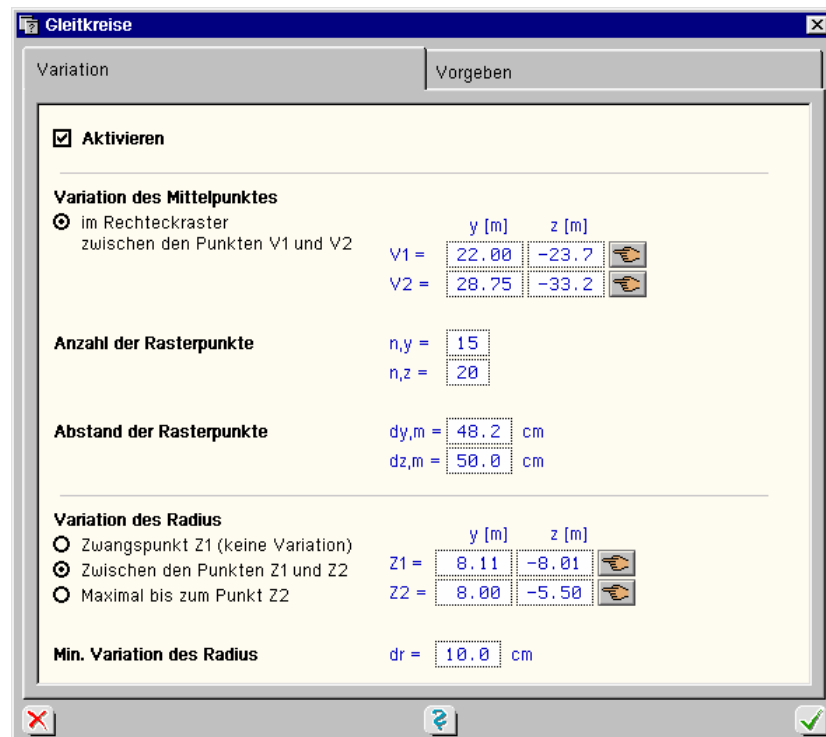 Gleitkreise
Variation
Vorgeben
Aktivieren
Variation des Mittelpunktes
im Rechteckraster
zwischen den Punkten V1 und V2
y [m] z [m]
V1 = 22.00 -23.7
V2 = 28.75 -33.2
Anzahl der Rasterpunkte n,y = 15
n,z = 20
Abstand der Rasterpunkte dy,m = 48.2 cm
dz,m = 50.0 cm
Variation des Radius
y [m] z [m]
Zwangspunkt Z1 (keine Variation)
Zwischen den Punkten Z1 und Z2
Maximal bis zum Punkt Z2
Z1 = 8.11 -8.01
Z2 = 8.00 -5.50
Min. Variation des Radius dr = 10.0 cm